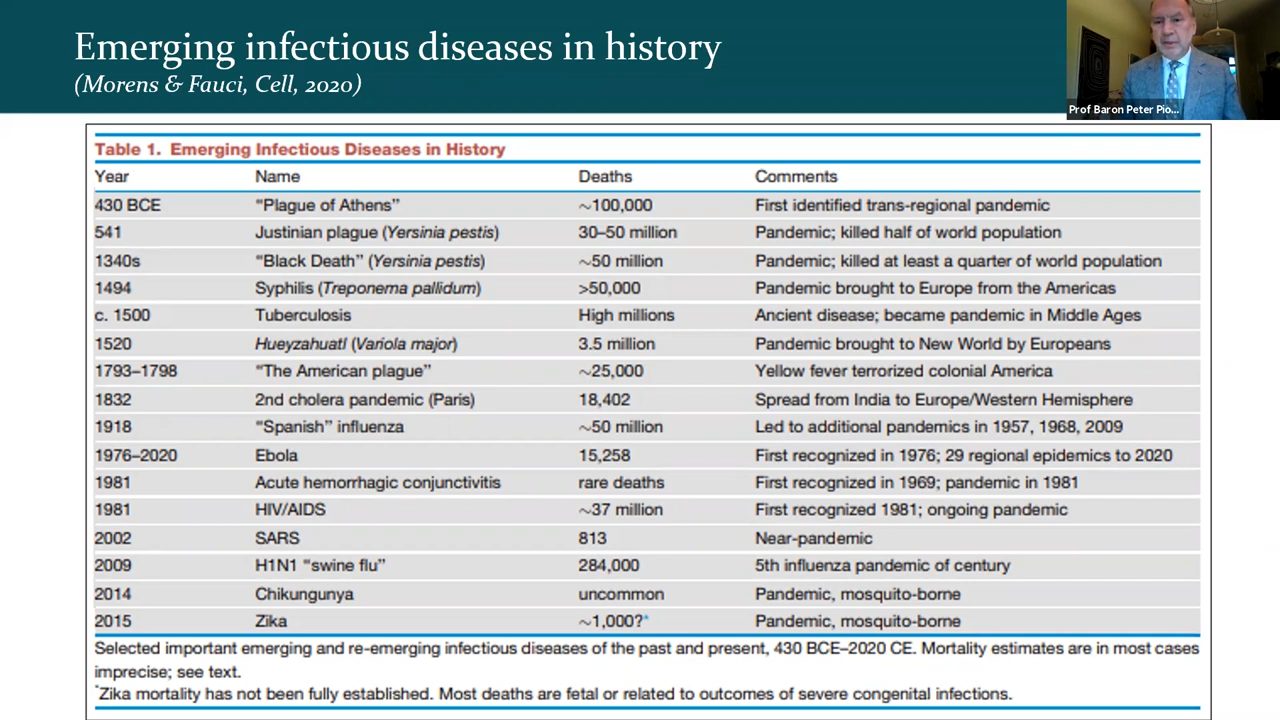 Emerging infectious diseases in history
(Morens & Fauci, Cell, 2020)
Prof Baron Peter Pio...
Table 1. Emerging Infectious Diseases in History
Year Name Deaths Comments
430 BCE “Plague of Athens” ~100,000 First identified trans-regional pandemic
541 Justinian plague (Yersinia pestis) 30–50 million Pandemic; killed half of world population
1340s “Black Death” (Yersinia pestis) ~50 million Pandemic; killed at least a quarter of world population
1494 Syphilis (Treponema pallidum) >50,000 Pandemic brought to Europe from the Americas
c. 1500 Tuberculosis High millions Ancient disease; became pandemic in Middle Ages
1520 Hueyzahuatl (Variola major) 3.5 million Pandemic brought to New World by Europeans
1793–1798 “The American plague” ~25,000 Yellow fever terrorized colonial America
1832 2nd cholera pandemic (Paris) 18,402 Spread from India to Europe/Western Hemisphere
1918 “Spanish” influenza ~50 million Led to additional pandemics in 1957, 1968, 2009
1976–2020 Ebola 15,258 First recognized in 1976; 29 regional epidemics to 2020
1981 Acute hemorrhagic conjunctivitis rare deaths First recognized in 1969; pandemic in 1981
1981 HIV/AIDS ~37 million First recognized 1981; ongoing pandemic
2002 SARS 813 Near-pandemic
2009 H1N1 “swine flu” 284,000 5th influenza pandemic of century
2014 Chikungunya uncommon Pandemic, mosquito-borne
2015 Zika ~1,000?* Pandemic, mosquito-borne
Selected important emerging and re-emerging infectious diseases of the past and present, 430 BCE–2020 CE. Mortality estimates are in most cases
imprecise; see text.
*Zika mortality has not been fully established. Most deaths are fetal or related to outcomes of severe congenital infections.